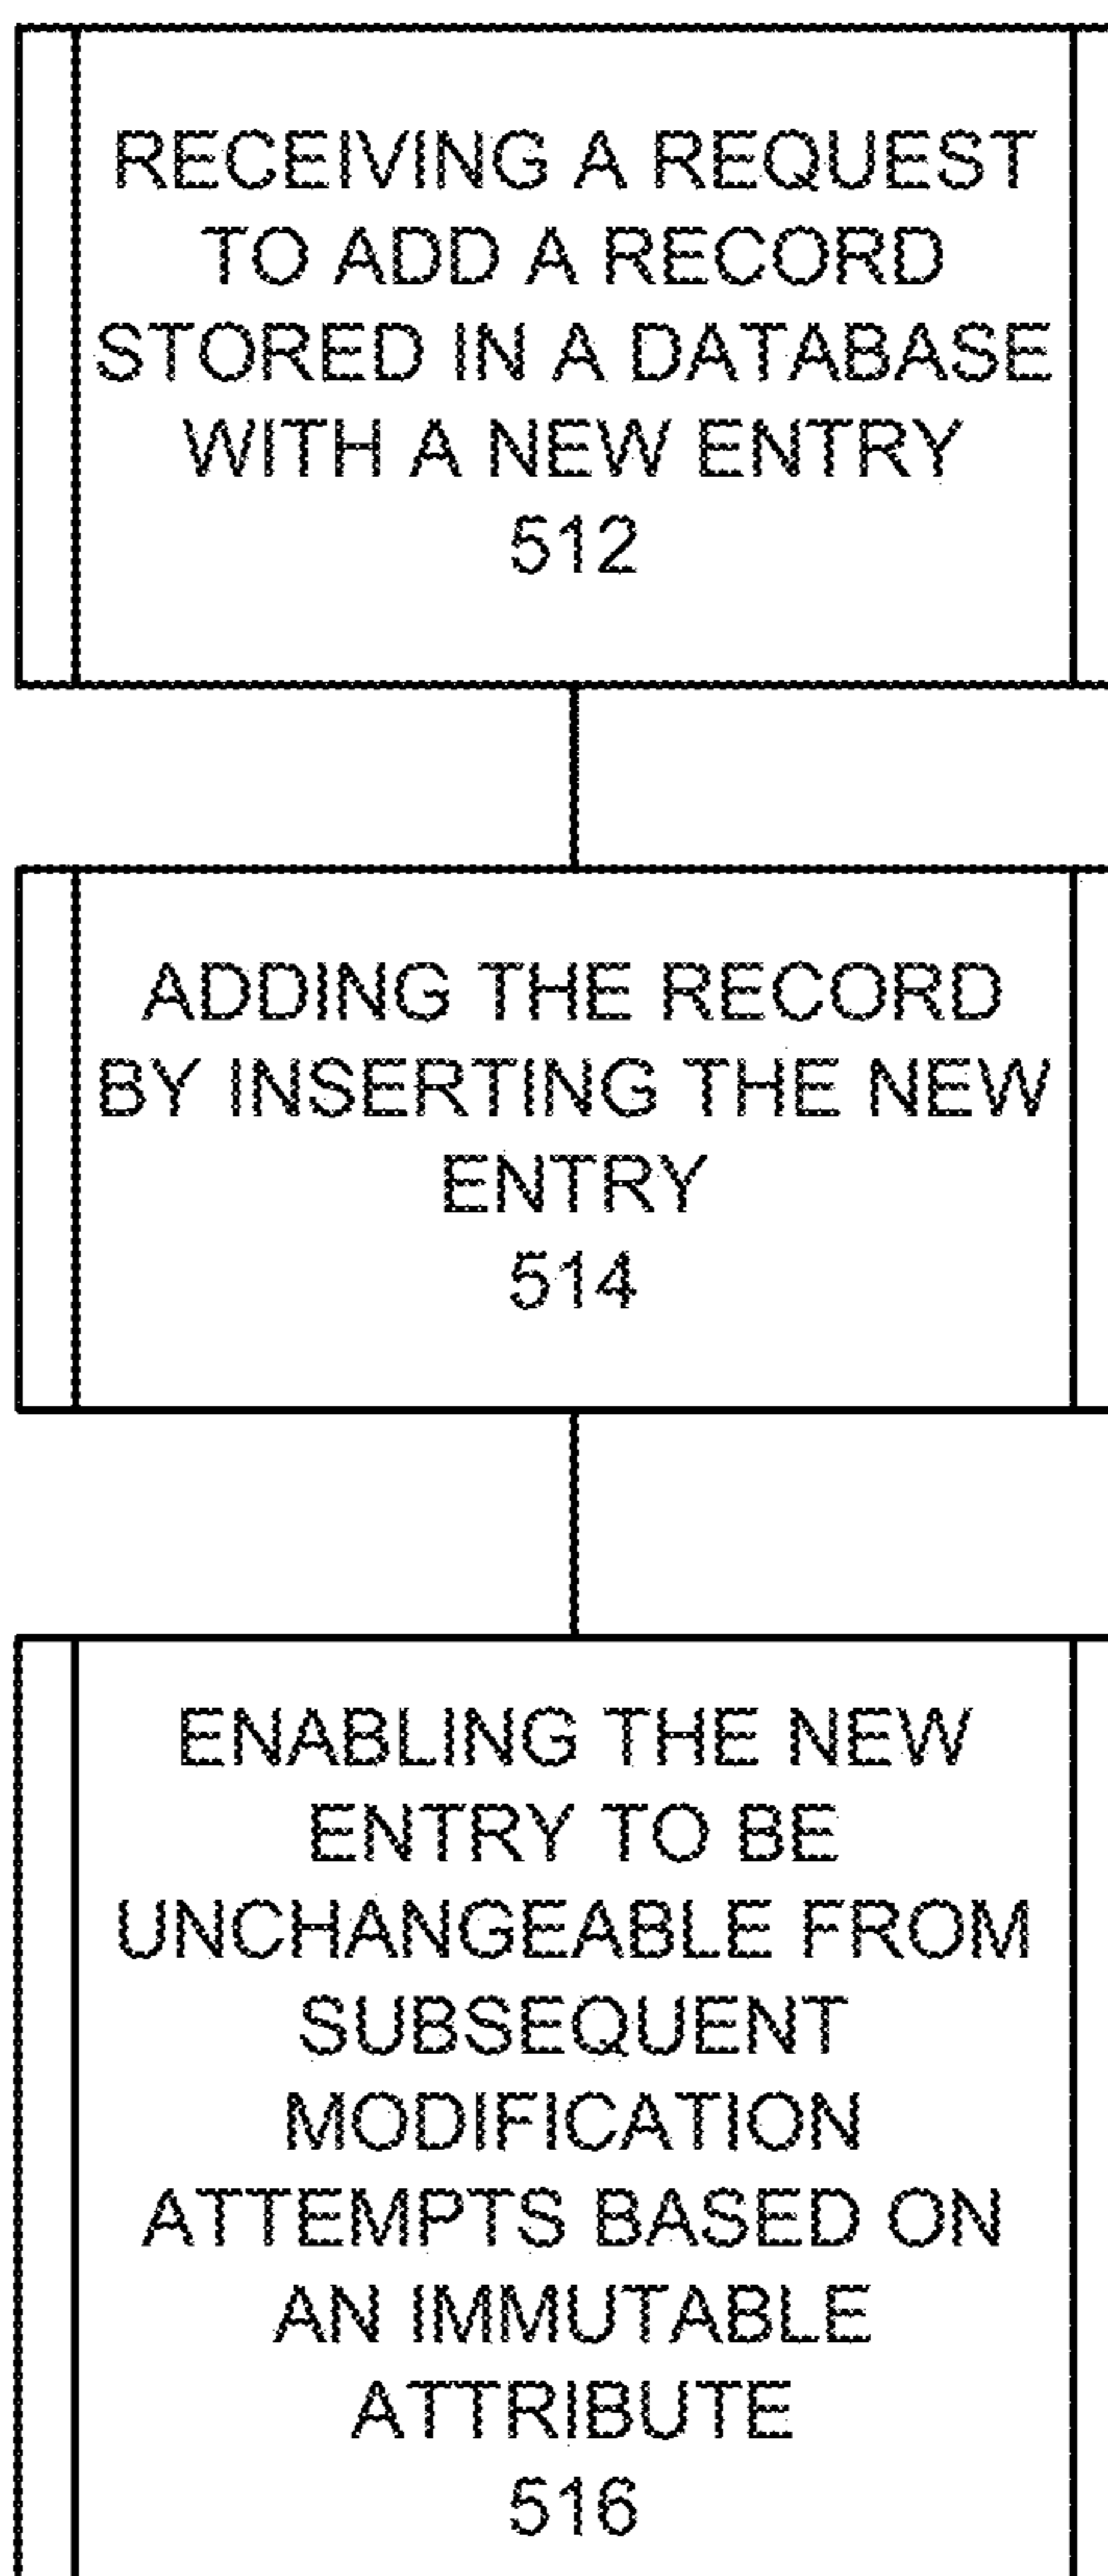 RECEIVING A REQUEST
TO ADD A RECORD
STORED IN A DATABASE
WITH A NEW ENTRY
512
ADDING THE RECORD
BY INSERTING THE NEW
ENTRY
514
ENABLING THE NEW
ENTRY TO BE
UNCHANGEABLE FROM
SUBSEQUENT
MODIFICATION
ATTEMPTS BASED ON
AN IMMUTABLE
ATTRIBUTE
516